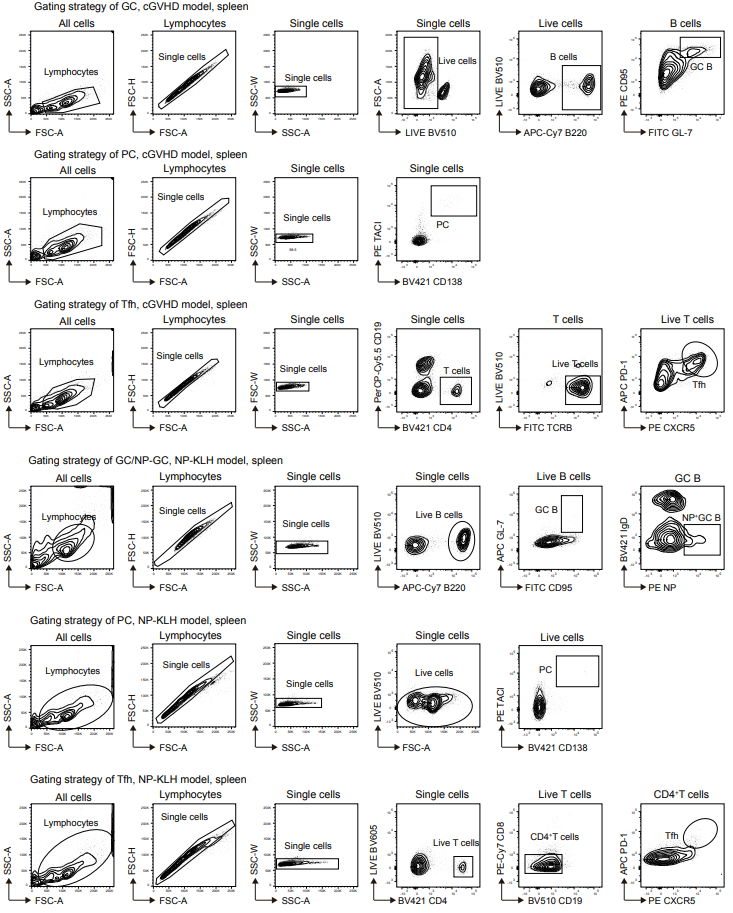 Gating strategy of GC, cGVHD model, spleen
All cells Lymphocytes Single cells Single cells Live cells B cells
Lymphocytes Single cells Single cells Live cells B cells GC B
SSC-A FSC-H SSC-W FSC-A LIVE BV510 PE CD95
FSC-A FSC-A SSC-A LIVE BV510 APC-Cy7 B220 FITC GL-7
Gating strategy of PC, cGVHD model, spleen
All cells Lymphocytes Single cells Single cells
Lymphocytes Single cells Single cells PC
SSC-A FSC-H SSC-W PE TACI
FSC-A FSC-A SSC-A BV421 CD138
Gating strategy of Tfh, cGVHD model, spleen
All cells Lymphocytes Single cells Single cells T cells Live T cells
Lymphocytes Single cells Single cells T cells Live T cells Tfh
SSC-A FSC-H SSC-W PerCP-Cy5.5 CD19 LIVE BV510 APC PD-1
FSC-A FSC-A SSC-A BV421 CD4 FITC TCRB PE CXCR5
Gating strategy of GC/NP-GC, NP-KLH model, spleen
All cells Lymphocytes Single cells Single cells Live B cells GC B
Lymphocytes Single cells Single cells Live B cells GC B NP⁺GC B
SSC-A FSC-H SSC-W LIVE BV510 APC GL-7 BV421 IgD
FSC-A FSC-A SSC-A APC-Cy7 B220 FITC CD95 PE NP
Gating strategy of PC, NP-KLH model, spleen
All cells Lymphocytes Single cells Single cells Live cells
Lymphocytes Single cells Single cells Live cells PC
SSC-A FSC-H SSC-W LIVE BV510 PE TACI
FSC-A FSC-A SSC-A FSC-A BV421 CD138
Gating strategy of Tfh, NP-KLH model, spleen
All cells Lymphocytes Single cells Single cells Live T cells CD4⁺T cells
Lymphocytes Single cells Single cells Live T cells CD4⁺T cells Tfh
SSC-A FSC-H SSC-W LIVE BV605 PE-Cy7 CD8 APC PD-1
FSC-A FSC-A SSC-A BV421 CD4 BV510 CD19 PE CXCR5